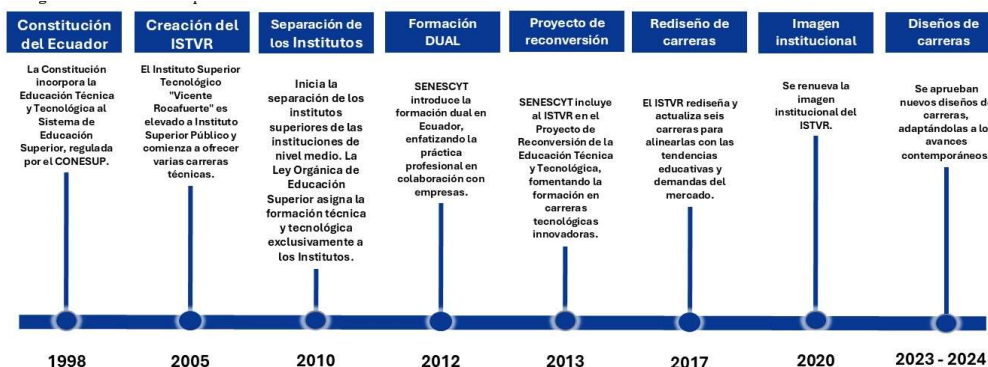 Constitución
del Ecuador
La Constitución
incorpora la
Educación Técnica
y Tecnológica al
Sistema de
Educación
Superior, regulada
por el CONESUP.
1998
Creación del
ISTVR
El Instituto Superior
Tecnológico
"Vicente
Rocafuerte" es
elevado a Instituto
Superior Público y
comienza a ofrecer
varias carreras
técnicas.
2005
Separación de
los Institutos
Inicia la
separación de los
institutos
superiores de las
instituciones de
nivel medio. La
Ley Orgánica de
Educación
Superior asigna la
formación técnica
y tecnológica
exclusivamente a
los Institutos.
2010
Formación
DUAL
SENESCYT
introduce la
formación dual en
Ecuador,
enfatizando la
práctica
profesional en
colaboración con
empresas.
2012
Proyecto de
reconversión
SENESCYT incluye
al ISTVR en el
Proyecto de
Reconversión de la
Educación Técnica
y Tecnológica,
fomentando la
formación en
carreras
tecnológicas
innovadoras.
2013
Rediseño de
carreras
El ISTVR rediseña y
actualiza seis
carreras para
alinearlas con las
tendencias
educativas y
demandas del
mercado.
2017
Imagen
institucional
Se renueva la
imagen
institucional del
ISTVR.
2020
Diseños de
carreras
Se aprueban
nuevos diseños de
carreras,
adaptándolas a lo
avances
contemporáneos
2023 - 2024